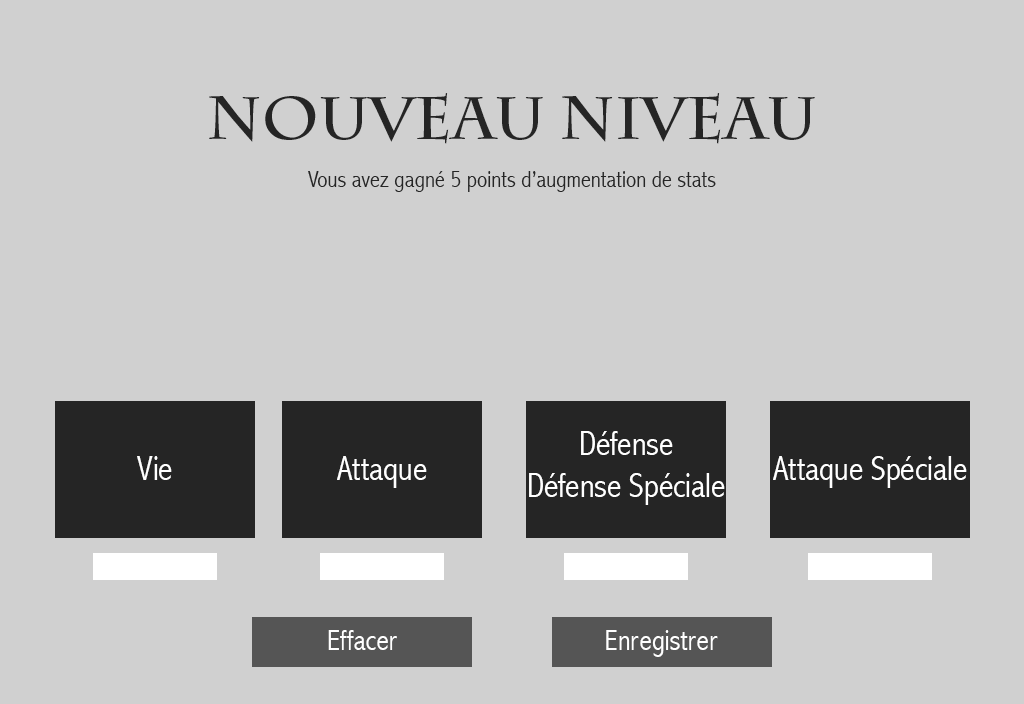 NOUVEAU NIVEAU
Vous avez gagné 5 points d’augmentation de stats
Vie
Attaque
Défense
Défense Spéciale
Attaque Spéciale
Effacer
Enregistrer